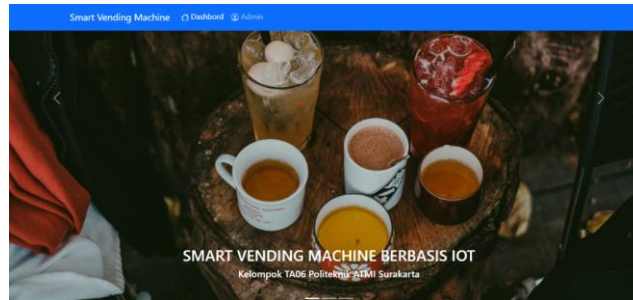 Smart Vending Machine Dashbord Admin
SMART VENDING MACHINE BERBASIS IOT
Kelompok TA06 Politeknik ATMI Surakarta